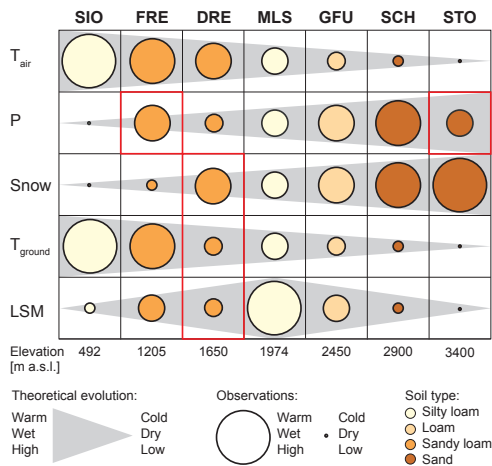 SIO FRE DRE MLS GFU SCH STO
Tair
P
Snow
Tground
LSM
Elevation 492 1205 1650 1974 2450 2900 3400
[m a.s.l.]
Theoretical evolution:
Warm Cold
Wet Dry
High Low
Observations:
Warm Cold
Wet Dry
High Low
Soil type:
Silty loam
Loam
Sandy loam
Sand